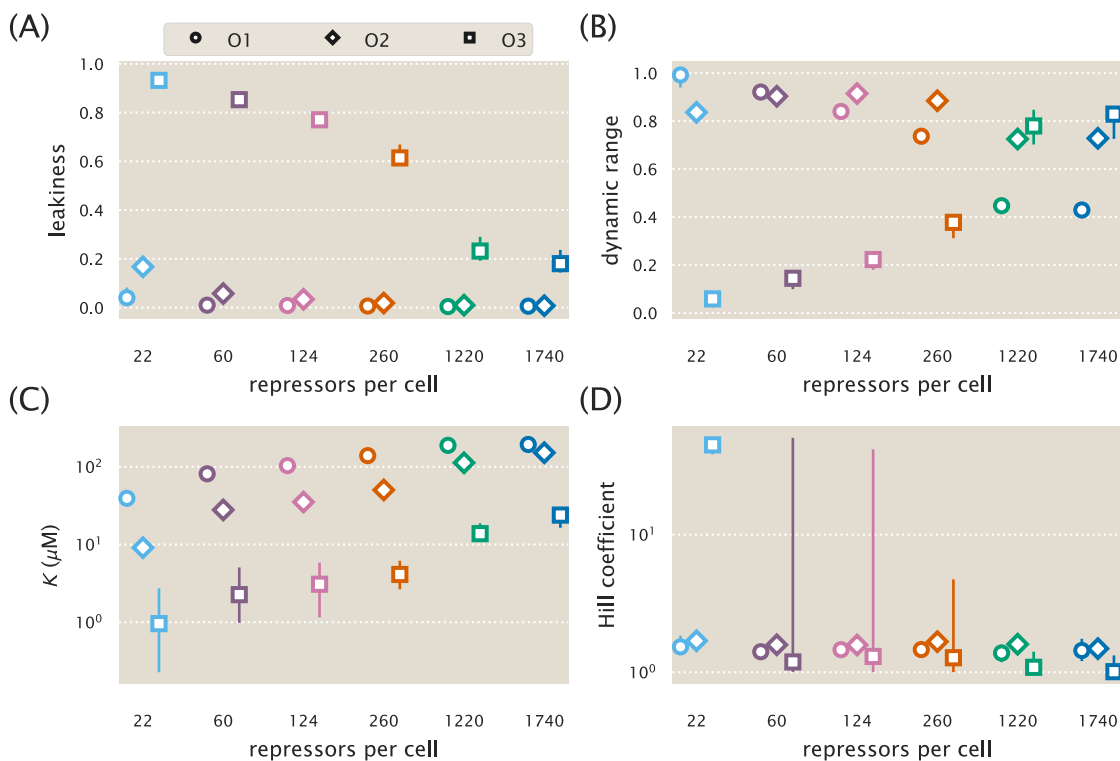 (A)
O1 O2 O3
1.0
0.8
0.6
0.4
0.2
0.0
leakiness
22 60 124 260 1220 1740
repressors per cell
(B)
1.0
0.8
0.6
0.4
0.2
0.0
dynamic range
22 60 124 260 1220 1740
repressors per cell
(C)
10²
10¹
10⁰
K (μM)
22 60 124 260 1220 1740
repressors per cell
(D)
10¹
10⁰
Hill coefficient
22 60 124 260 1220 1740
repressors per cell